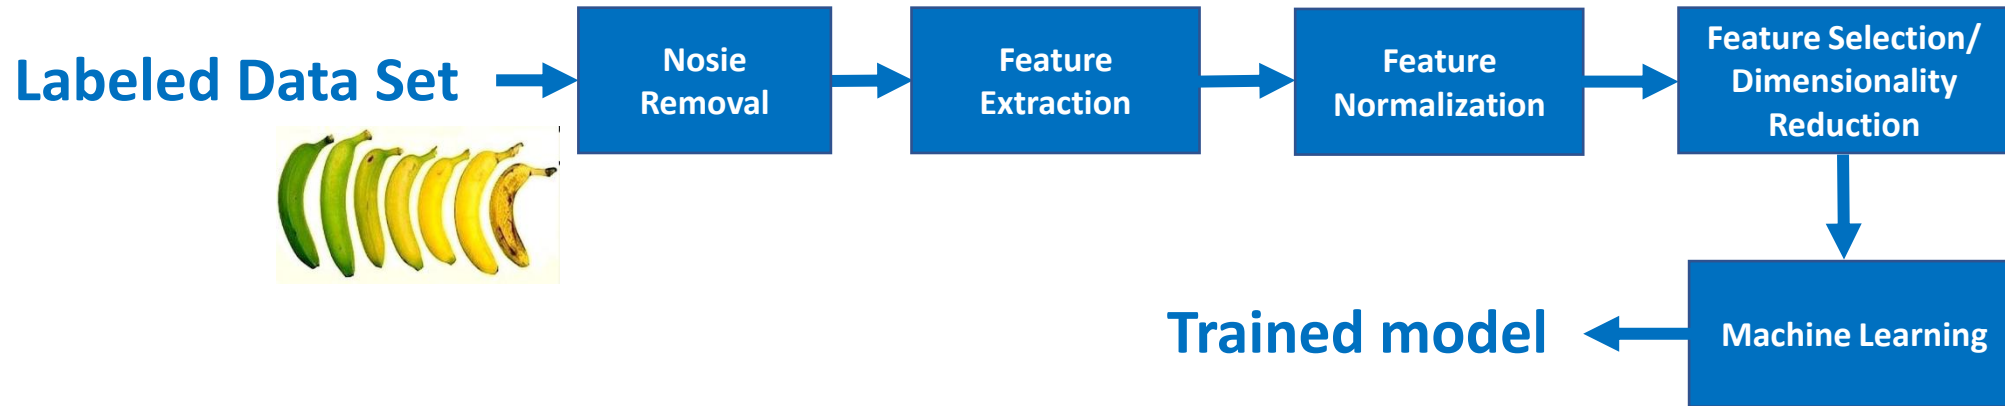 Labeled Data Set
Nosie
Removal
Feature
Extraction
Feature
Normalization
Feature Selection/
Dimensionality
Reduction
Machine Learning
Trained model